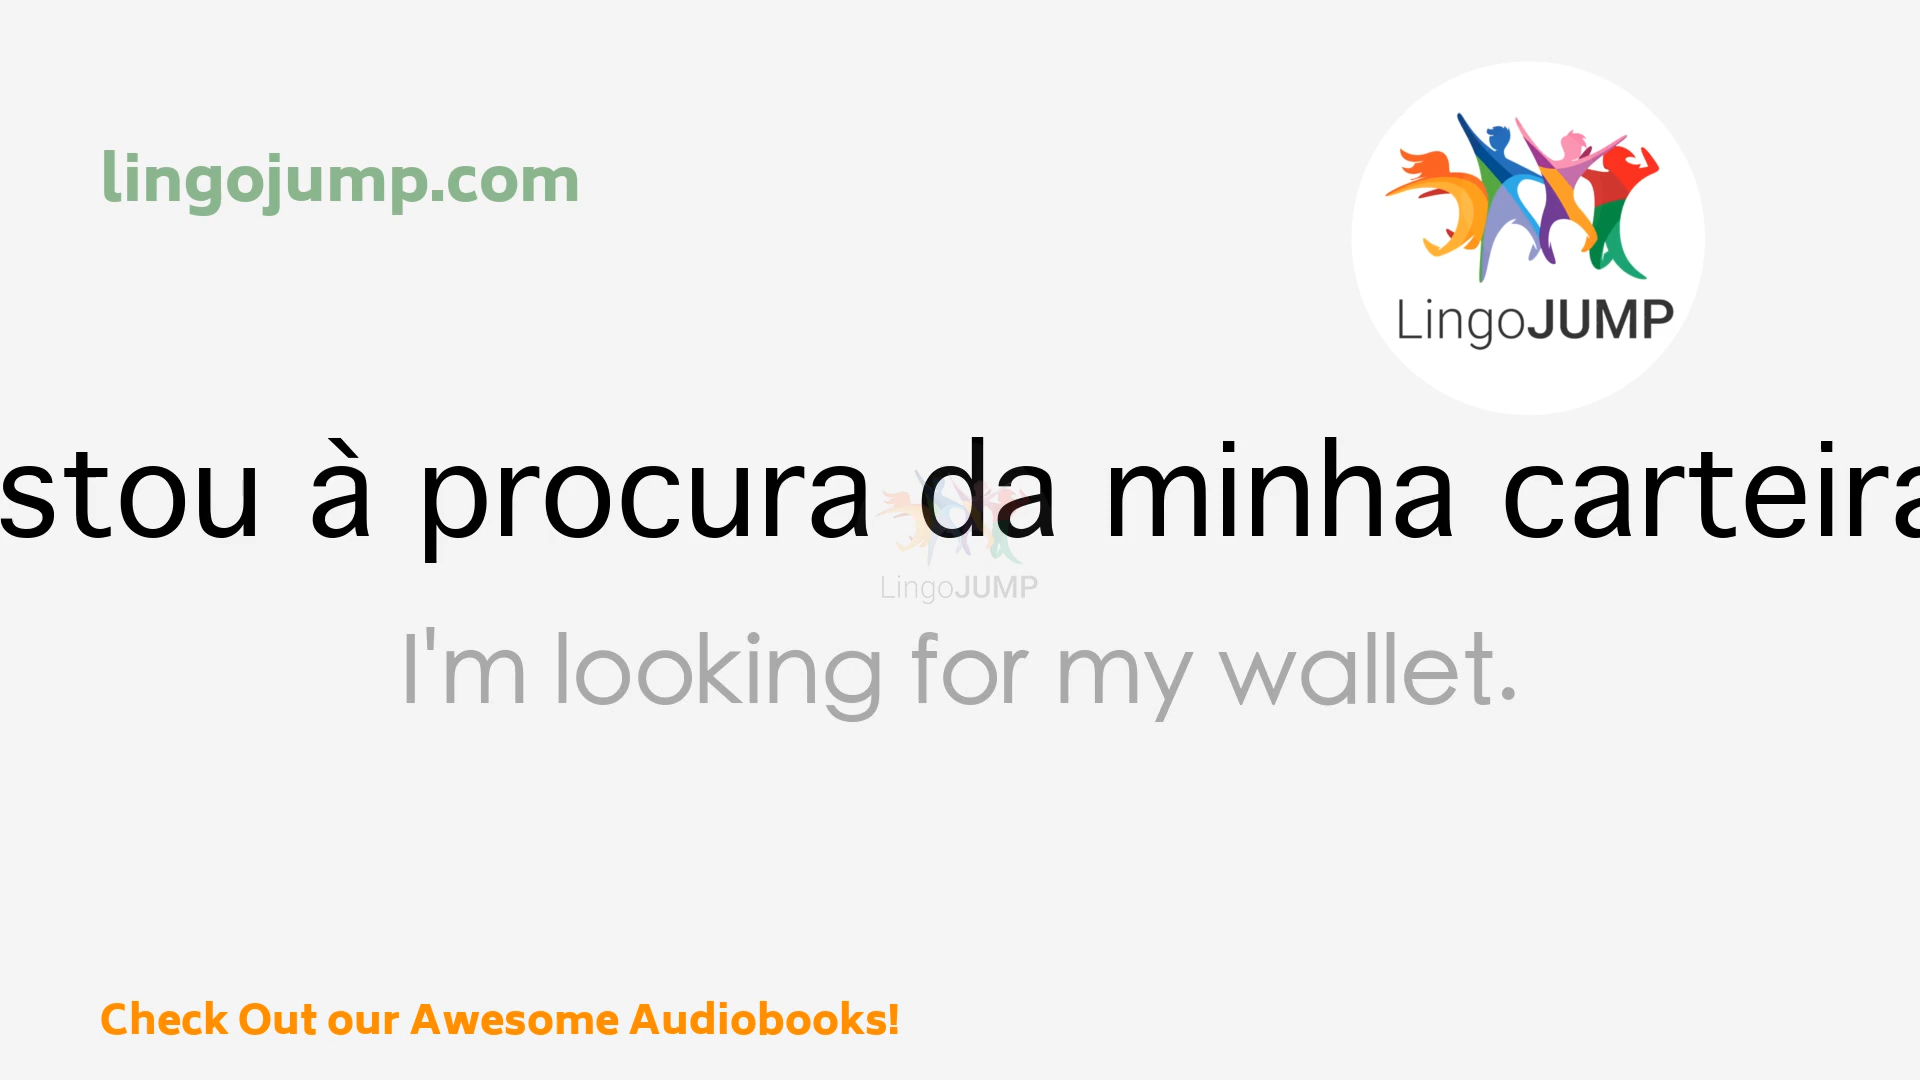 lingojump.com
LingoJUMP
stou à procura da minha carteira
LingoJUMP
I'm looking for my wallet.
Check Out our Awesome Audiobooks!